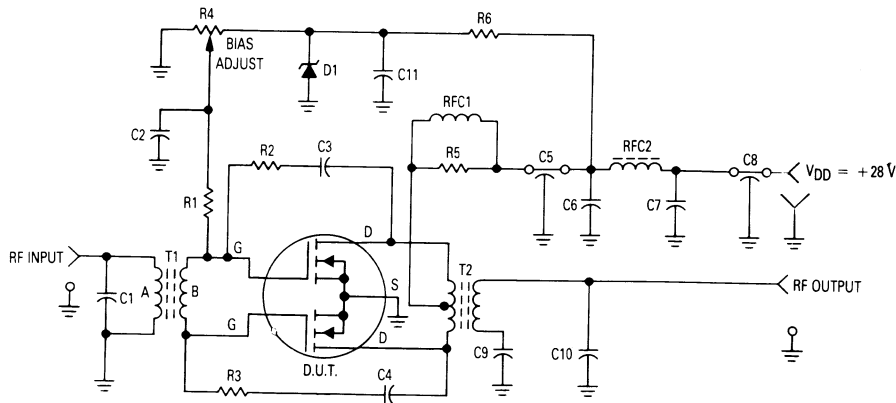 R4
R6
BIAS
ADJUST
D1
C11
RFC1
C2
R2
C3
R5
C5
RFC2
C8
VDD = +28 V
R1
C6
C7
G
D
RF INPUT
T1
T2
S
RF OUTPUT
C1
A
B
G
D
C9
C10
D.U.T.
R3
C4